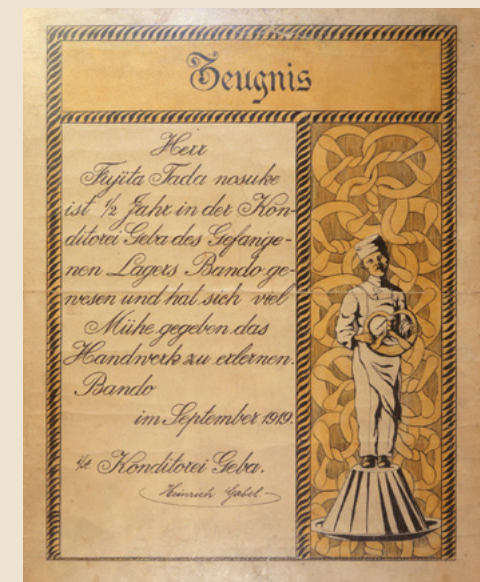 Zeugnis
Herr
Fujita Tada nosuke
ist ½ Jahr in der Kon-
ditorei Geba des Gefange-
nen Lagers Bando ge-
wesen und hat sich viel
Mühe gegeben das
Handwerk zu erlernen.
Bando
im September 1919.
Konditorei Geba.
Heinrich Gabel